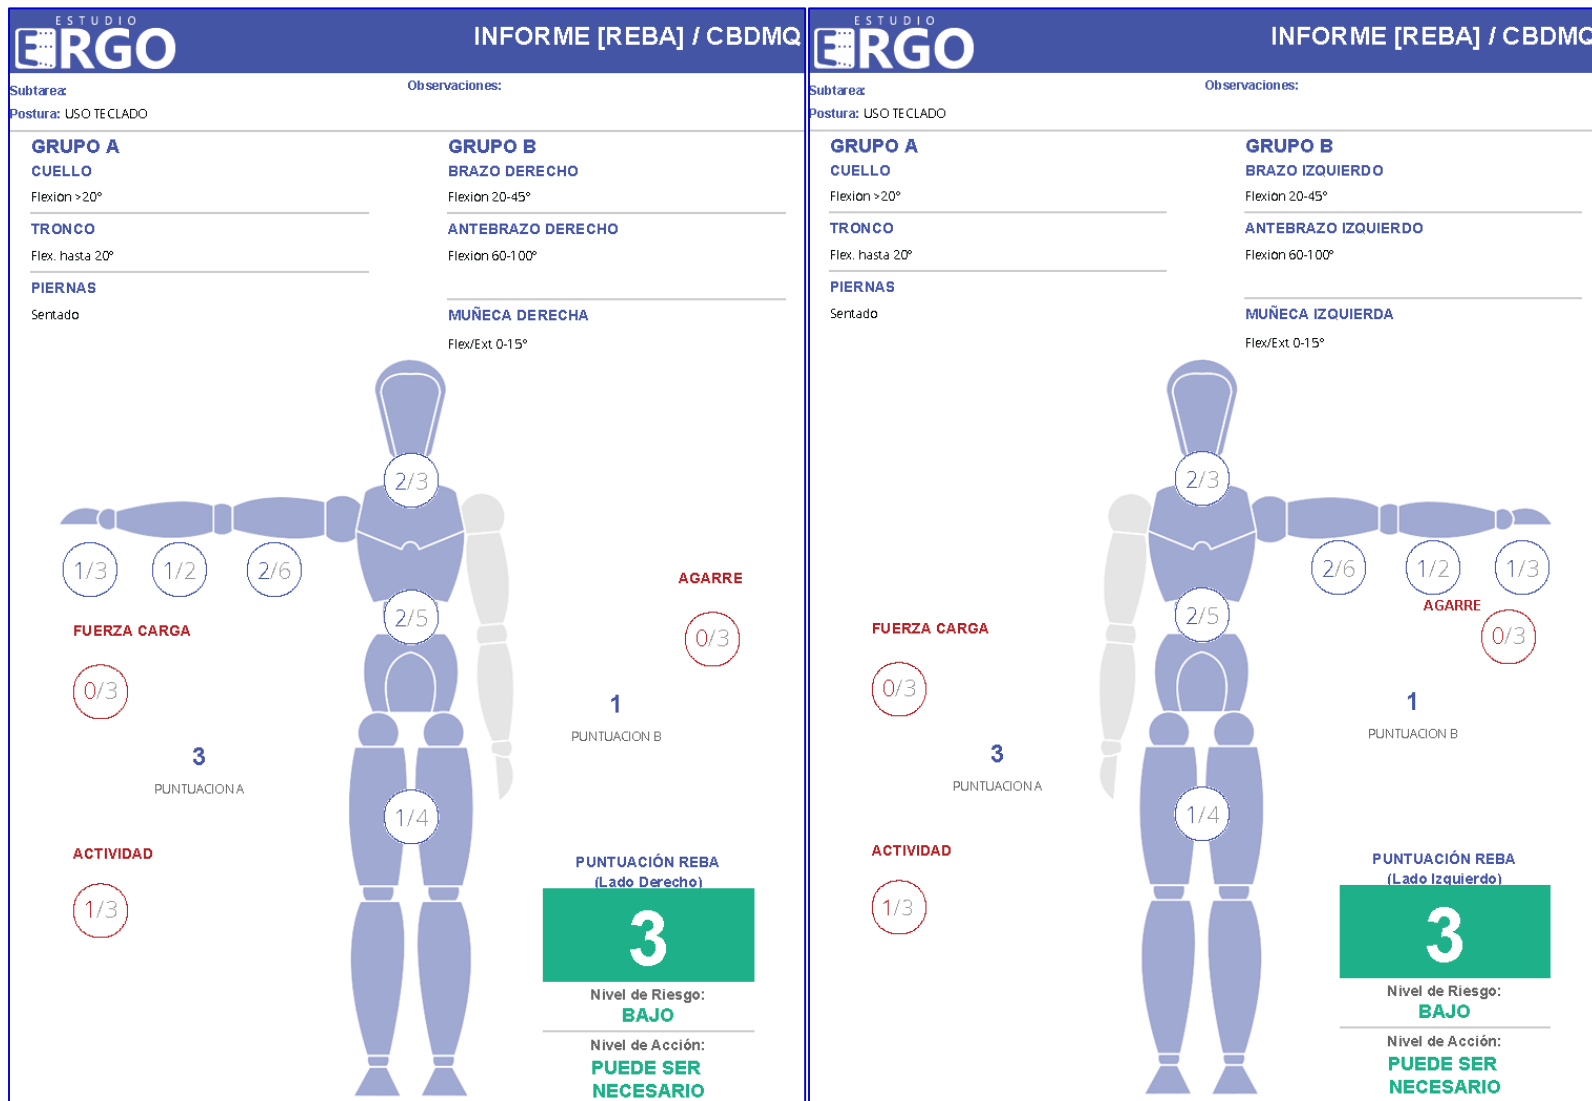 ESTUDIO
ERGO
INFORME [REBA] / CBDMQ
Subtarea:
Observaciones:
Postura: USO TECLADO
GRUPO A
GRUPO B
CUELLO
BRAZO DERECHO
Flexion >20°
Flexion 20-45°
TRONCO
ANTEBRAZO DERECHO
Flex. hasta 20°
Flexion 60-100°
PIERNAS
Sentado
MUÑECA DERECHA
Flex/Ext 0-15°
2/3
1/3
1/2
2/6
AGARRE
2/5
FUERZA CARGA
0/3
0/3
1
PUNTUACION B
3
PUNTUACION A
1/4
ACTIVIDAD
1/3
PUNTUACIÓN REBA
(Lado Derecho)
3
Nivel de Riesgo:
BAJO
Nivel de Acción:
PUEDE SER
NECESARIO
ESTUDIO
ERGO
INFORME [REBA] / CBDMQ
Subtarea:
Observaciones:
Postura: USO TECLADO
GRUPO A
GRUPO B
CUELLO
BRAZO IZQUIERDO
Flexion >20°
Flexion 20-45°
TRONCO
ANTEBRAZO IZQUIERDO
Flex. hasta 20°
Flexion 60-100°
PIERNAS
Sentado
MUÑECA IZQUIERDA
Flex/Ext 0-15°
2/3
2/6
1/2
1/3
AGARRE
2/5
FUERZA CARGA
0/3
0/3
1
PUNTUACION B
3
PUNTUACION A
1/4
ACTIVIDAD
1/3
PUNTUACIÓN REBA
(Lado Izquierdo)
3
Nivel de Riesgo:
BAJO
Nivel de Acción:
PUEDE SER
NECESARIO